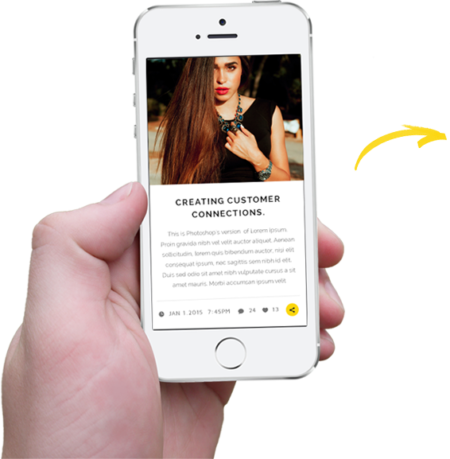 CREATING CUSTOMER
CONNECTIONS.
This is Photoshop's version of Lorem Ipsum.
Proin gravida nibh vel velit auctor aliquet. Aenean
sollicitudin, lorem quis bibendum auctor, nisi elit
consequat ipsum, nec sagittis sem nibh id elit.
Duis sed odio sit amet nibh vulputate cursus a sit
amet mauris. Morbi accumsan ipsum velit.
JAN 1, 2015 7:45PM 24 13